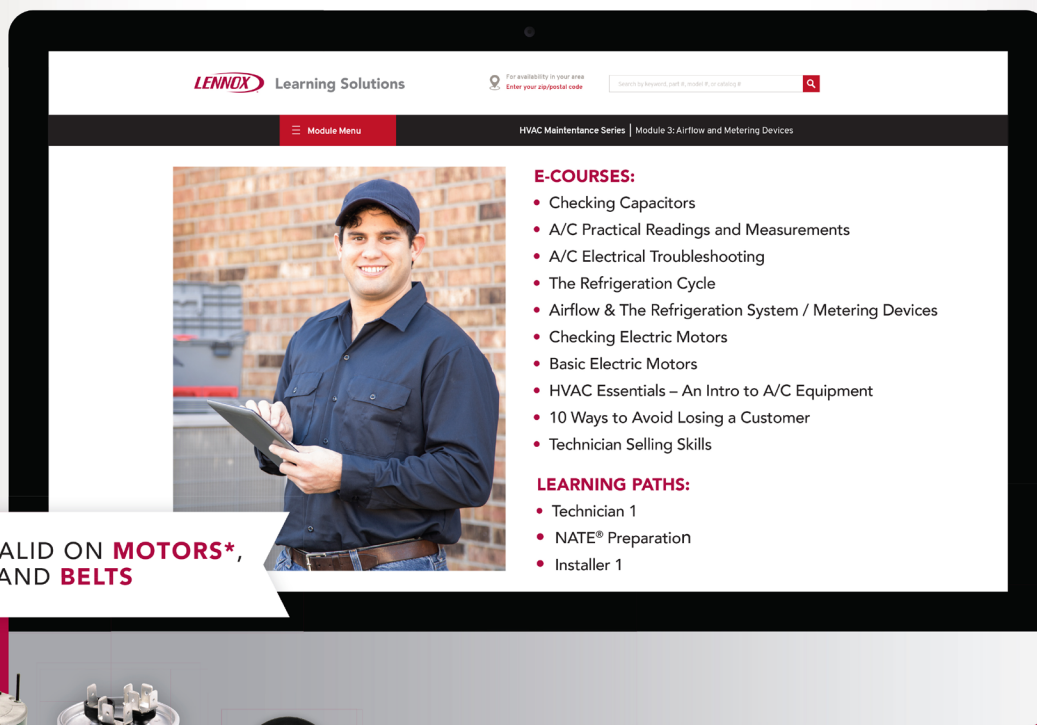 LENNOX Learning Solutions
For availability in your area
Enter your zip/postal code
Search by keyword, part #, model #, or catalog #
Module Menu
HVAC Maintentance Series | Module 3: Airflow and Metering Devices
E-COURSES:
• Checking Capacitors
• A/C Practical Readings and Measurements
• A/C Electrical Troubleshooting
• The Refrigeration Cycle
• Airflow & The Refrigeration System / Metering Devices
• Checking Electric Motors
• Basic Electric Motors
• HVAC Essentials – An Intro to A/C Equipment
• 10 Ways to Avoid Losing a Customer
• Technician Selling Skills
LEARNING PATHS:
• Technician 1
• NATE® Preparation
• Installer 1
ALID ON MOTORS*,
AND BELTS